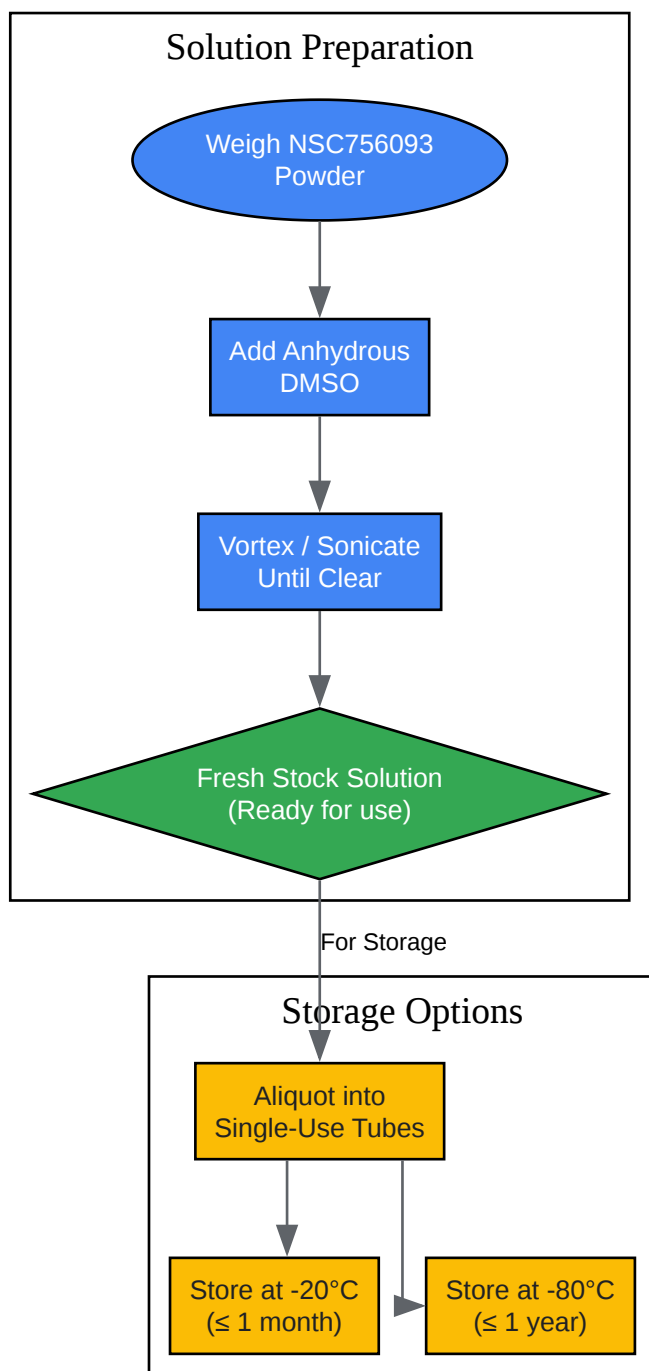 Solution Preparation
Weigh NSC756093
Powder
Add Anhydrous
DMSO
Vortex / Sonicate
Until Clear
Fresh Stock Solution
(Ready for use)
For Storage
Storage Options
Aliquot into
Single-Use Tubes
Store at -20°C
(≤ 1 month)
Store at -80°C
(≤ 1 year)